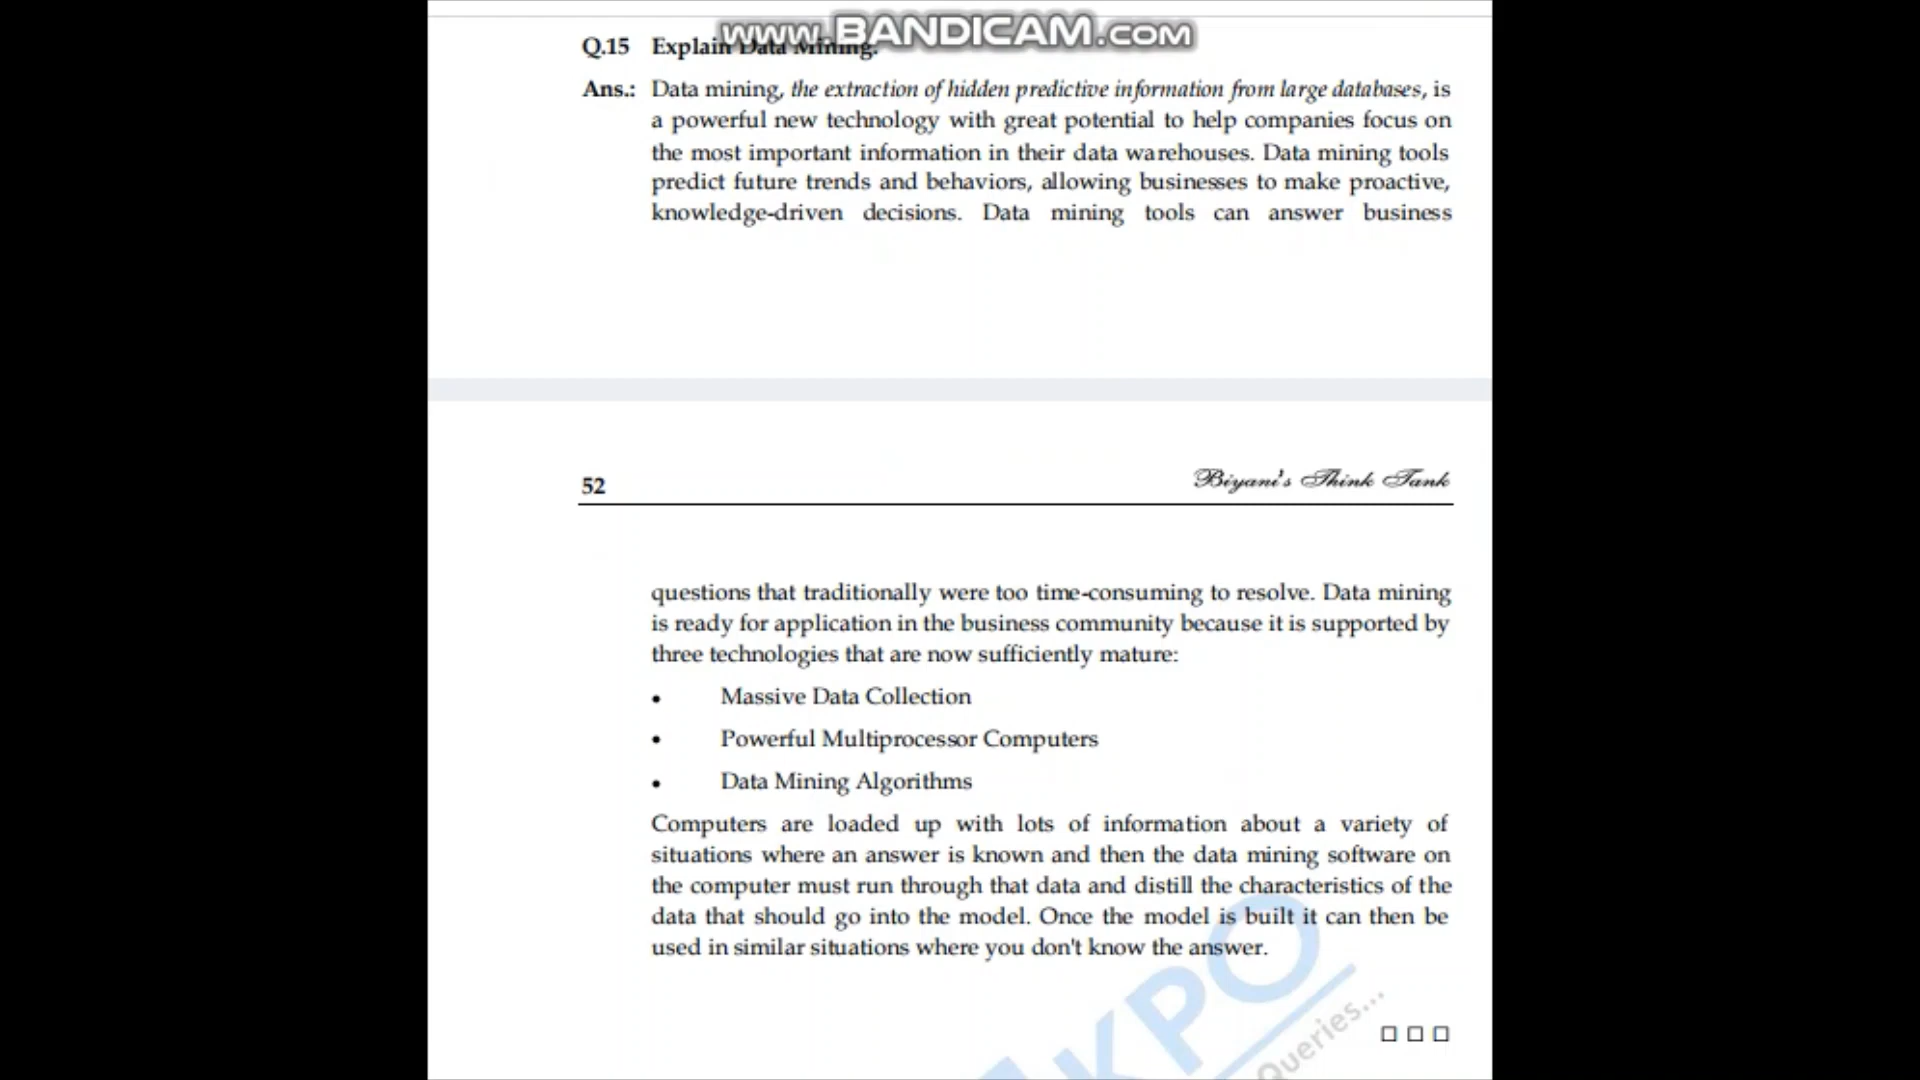 www.BANDICAM.com
Q.15 Explain Data Mining.
Ans.: Data mining, the extraction of hidden predictive information from large databases, is
a powerful new technology with great potential to help companies focus on
the most important information in their data warehouses. Data mining tools
predict future trends and behaviors, allowing businesses to make proactive,
knowledge-driven decisions. Data mining tools can answer business
52 Biyani's Think Tank
questions that traditionally were too time-consuming to resolve. Data mining
is ready for application in the business community because it is supported by
three technologies that are now sufficiently mature:
• Massive Data Collection
• Powerful Multiprocessor Computers
• Data Mining Algorithms
Computers are loaded up with lots of information about a variety of
situations where an answer is known and then the data mining software on
the computer must run through that data and distill the characteristics of the
data that should go into the model. Once the model is built it can then be
used in similar situations where you don't know the answer.
KPO
Queries...